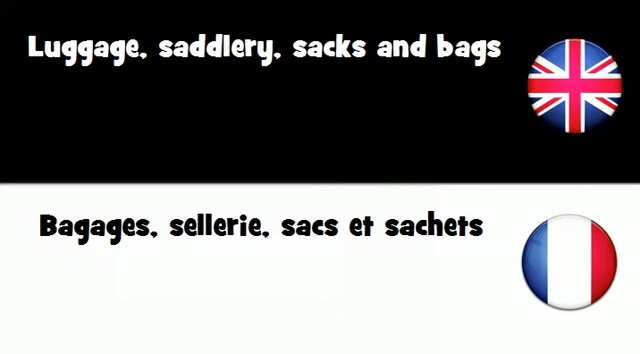 Luggage, saddlery, sacks and bags
Bagages, sellerie, sacs et sachets